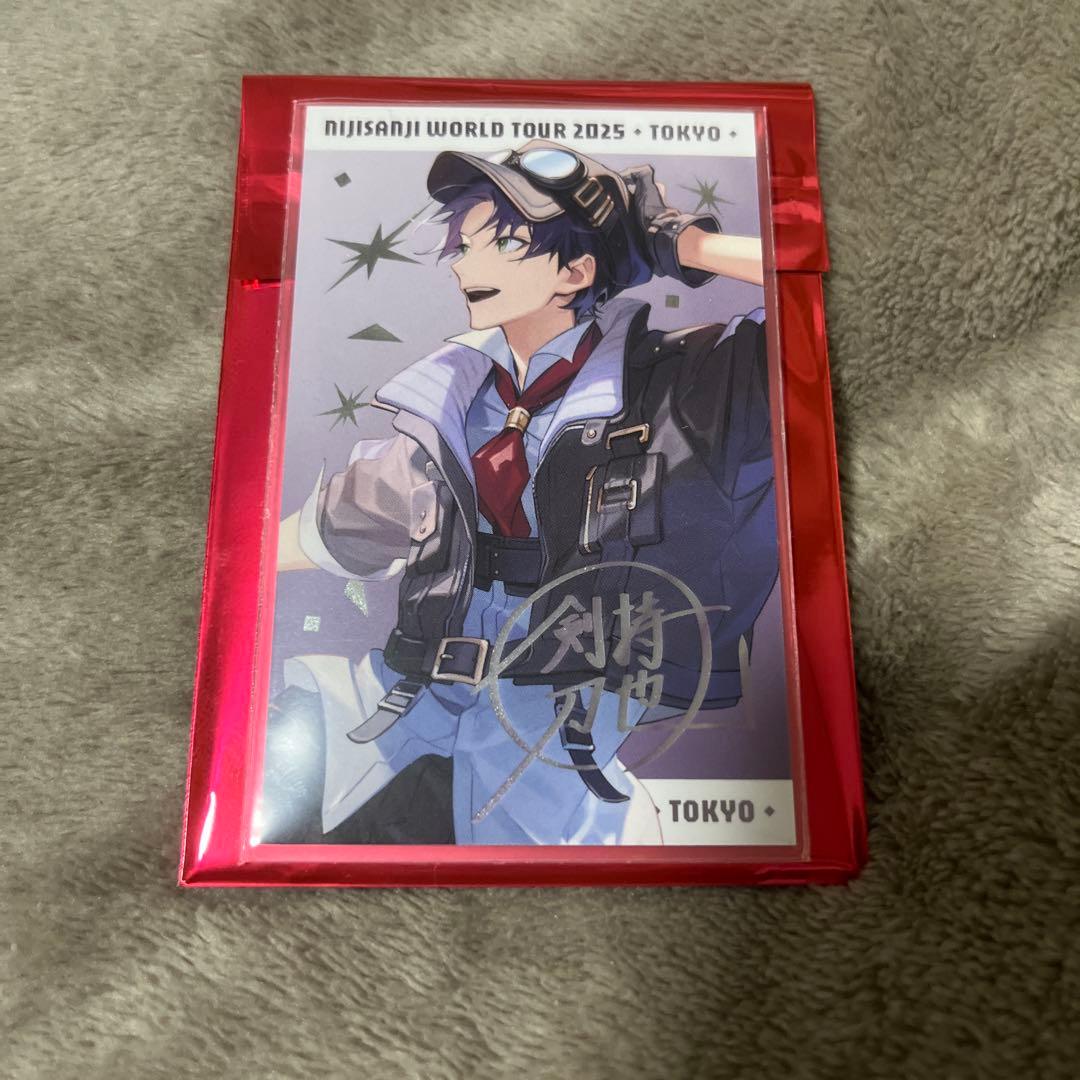 NIJISANJI WORLD TOUR 2025 • TOKYO •
剣持
刀也
• TOKYO •